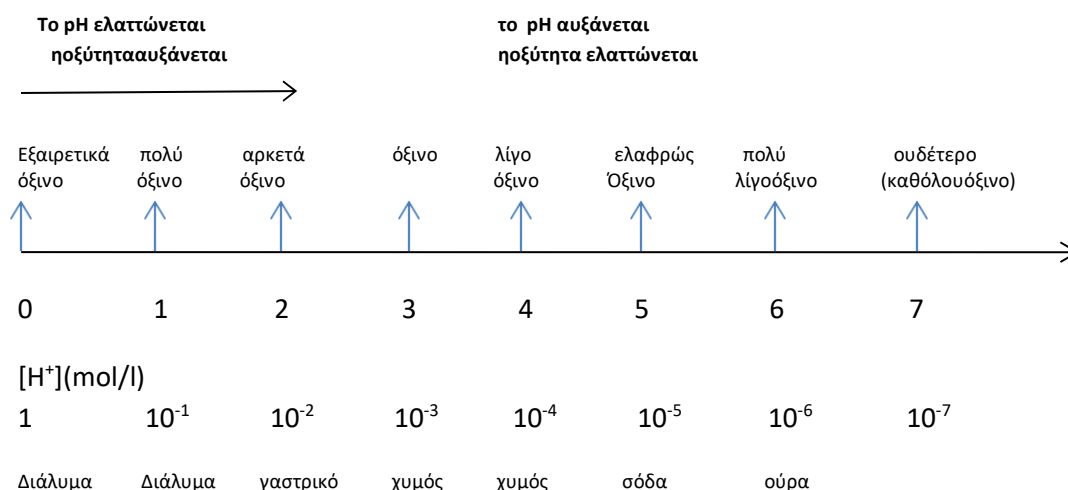 Το pH ελαττώνεται το pH αυξάνεται
ηοξύτητααυξάνεται ηοξύτητα ελαττώνεται
Εξαιρετικά πολύ αρκετά όξινο λίγο ελαφρώς πολύ ουδέτερο
όξινο όξινο όξινο όξινο Όξινο λίγοόξινο (καθόλουόξινο)
0 1 2 3 4 5 6 7
[H⁺](mol/l)
1 10⁻¹ 10⁻² 10⁻³ 10⁻⁴ 10⁻⁵ 10⁻⁶ 10⁻⁷
Διάλυμα Διάλυμα γαστρικό χυμός χυμός σόδα ούρα